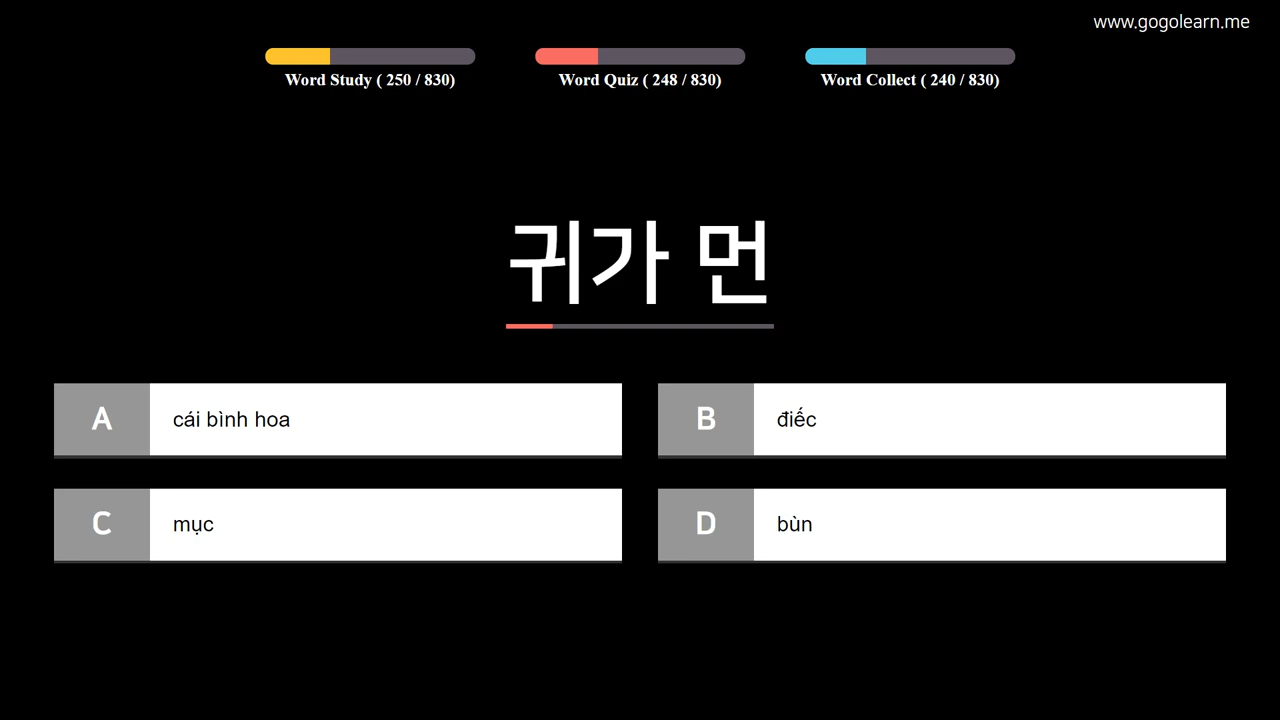 www.gogolearn.me
Word Study ( 250 / 830)
Word Quiz ( 248 / 830)
Word Collect ( 240 / 830)
귀가 먼
A cái bình hoa
B điếc
C mục
D bùn